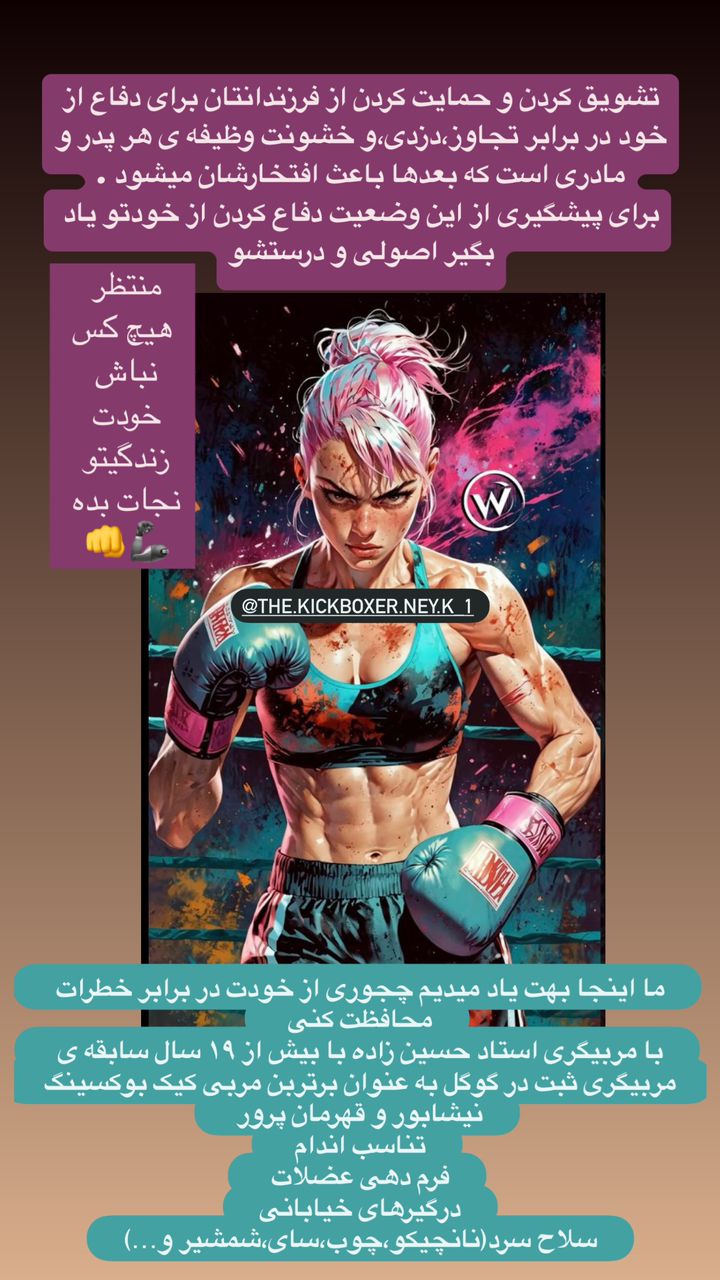 تشویق کردن و حمایت کردن از فرزندانتان برای دفاع از
خود در برابر تجاوز،دزدی،و خشونت وظیفه ی هر پدر و
مادری است که بعدها باعث افتخارشان میشود .
برای پیشگیری از این وضعیت دفاع کردن از خودتو یاد
بگیر اصولی و درستشو
منتظر
هیچ کس
نباش
خودت
زندگیتو
نجات بده
👊🦾
W
@THE.KICKBOXER.NEY.K_1
ما اینجا بهت یاد میدیم چجوری از خودت در برابر خطرات
محافظت کنی
با مربیگری استاد حسین زاده با بیش از ۱۹ سال سابقه ی
مربیگری ثبت در گوگل به عنوان برترین مربی کیک بوکسینگ
نیشابور و قهرمان پرور
تناسب اندام
فرم دهی عضلات
درگیرهای خیابانی
سلاح سرد(نانچیکو،چوب،سای،شمشیر و...)